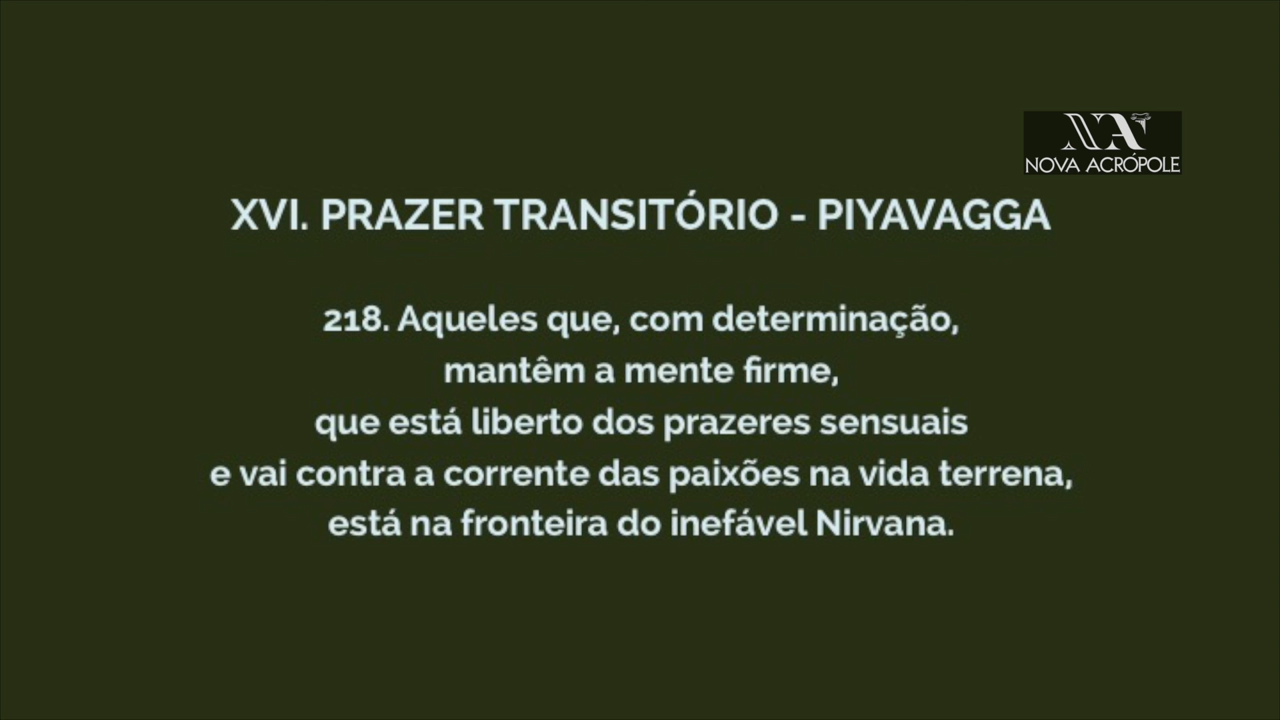 NA
NOVA ACRÓPOLE
XVI. PRAZER TRANSITÓRIO - PIYAVAGGA
218. Aqueles que, com determinação,
mantêm a mente firme,
que está liberto dos prazeres sensuais
e vai contra a corrente das paixões na vida terrena,
está na fronteira do inefável Nirvana.